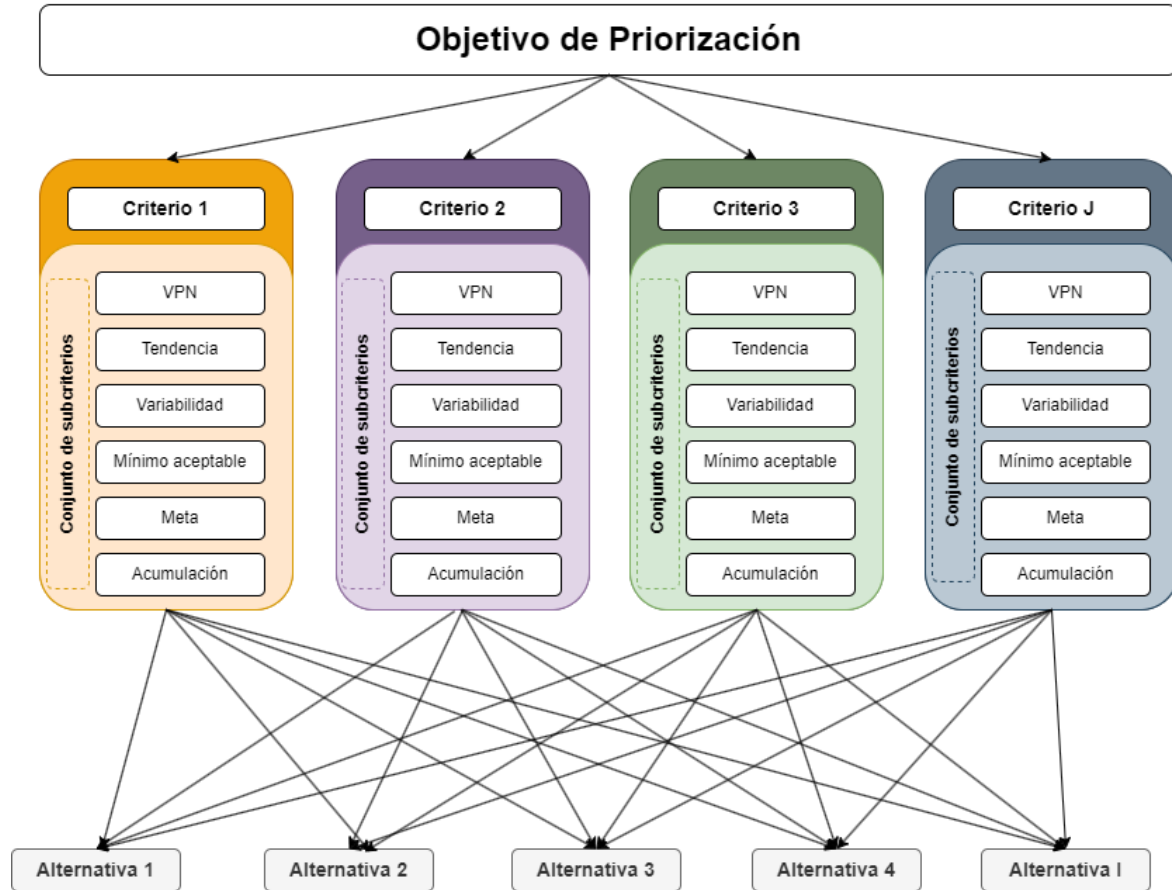 Objetivo de Priorización
Criterio 1
Conjunto de subcriterios
VPN
Tendencia
Variabilidad
Mínimo aceptable
Meta
Acumulación
Criterio 2
Conjunto de subcriterios
VPN
Tendencia
Variabilidad
Mínimo aceptable
Meta
Acumulación
Criterio 3
Conjunto de subcriterios
VPN
Tendencia
Variabilidad
Mínimo aceptable
Meta
Acumulación
Criterio J
Conjunto de subcriterios
VPN
Tendencia
Variabilidad
Mínimo aceptable
Meta
Acumulación
Alternativa 1
Alternativa 2
Alternativa 3
Alternativa 4
Alternativa I